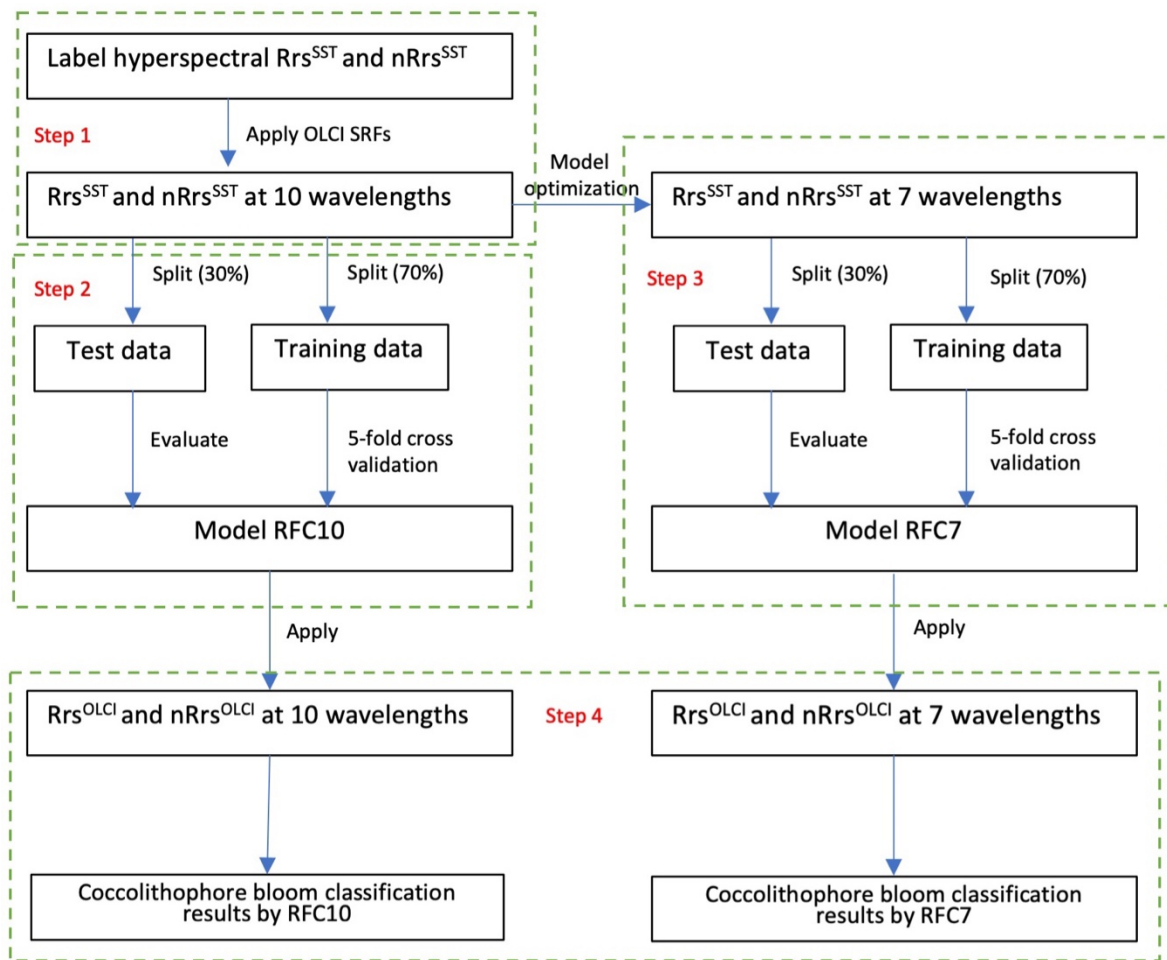 Label hyperspectral Rrs^SST and nRrs^SST
Step 1
Apply OLCI SRFs
Rrs^SST and nRrs^SST at 10 wavelengths
Model
optimization
Rrs^SST and nRrs^SST at 7 wavelengths
Step 2
Split (30%)
Split (70%)
Step 3
Split (30%)
Split (70%)
Test data
Training data
Test data
Training data
Evaluate
5-fold cross
validation
Evaluate
5-fold cross
validation
Model RFC10
Model RFC7
Apply
Apply
Rrs^OLCI and nRrs^OLCI at 10 wavelengths
Step 4
Rrs^OLCI and nRrs^OLCI at 7 wavelengths
Coccolithophore bloom classification
results by RFC10
Coccolithophore bloom classification
results by RFC7